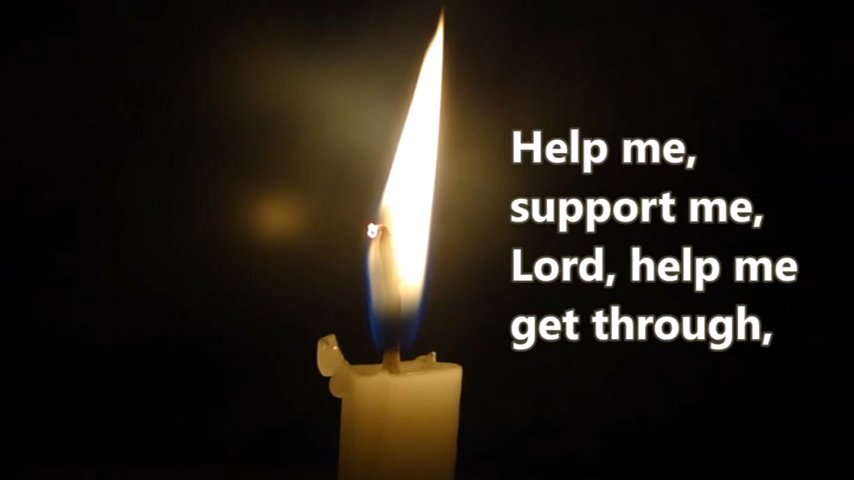 Help me,
support me,
Lord, help me
get through,